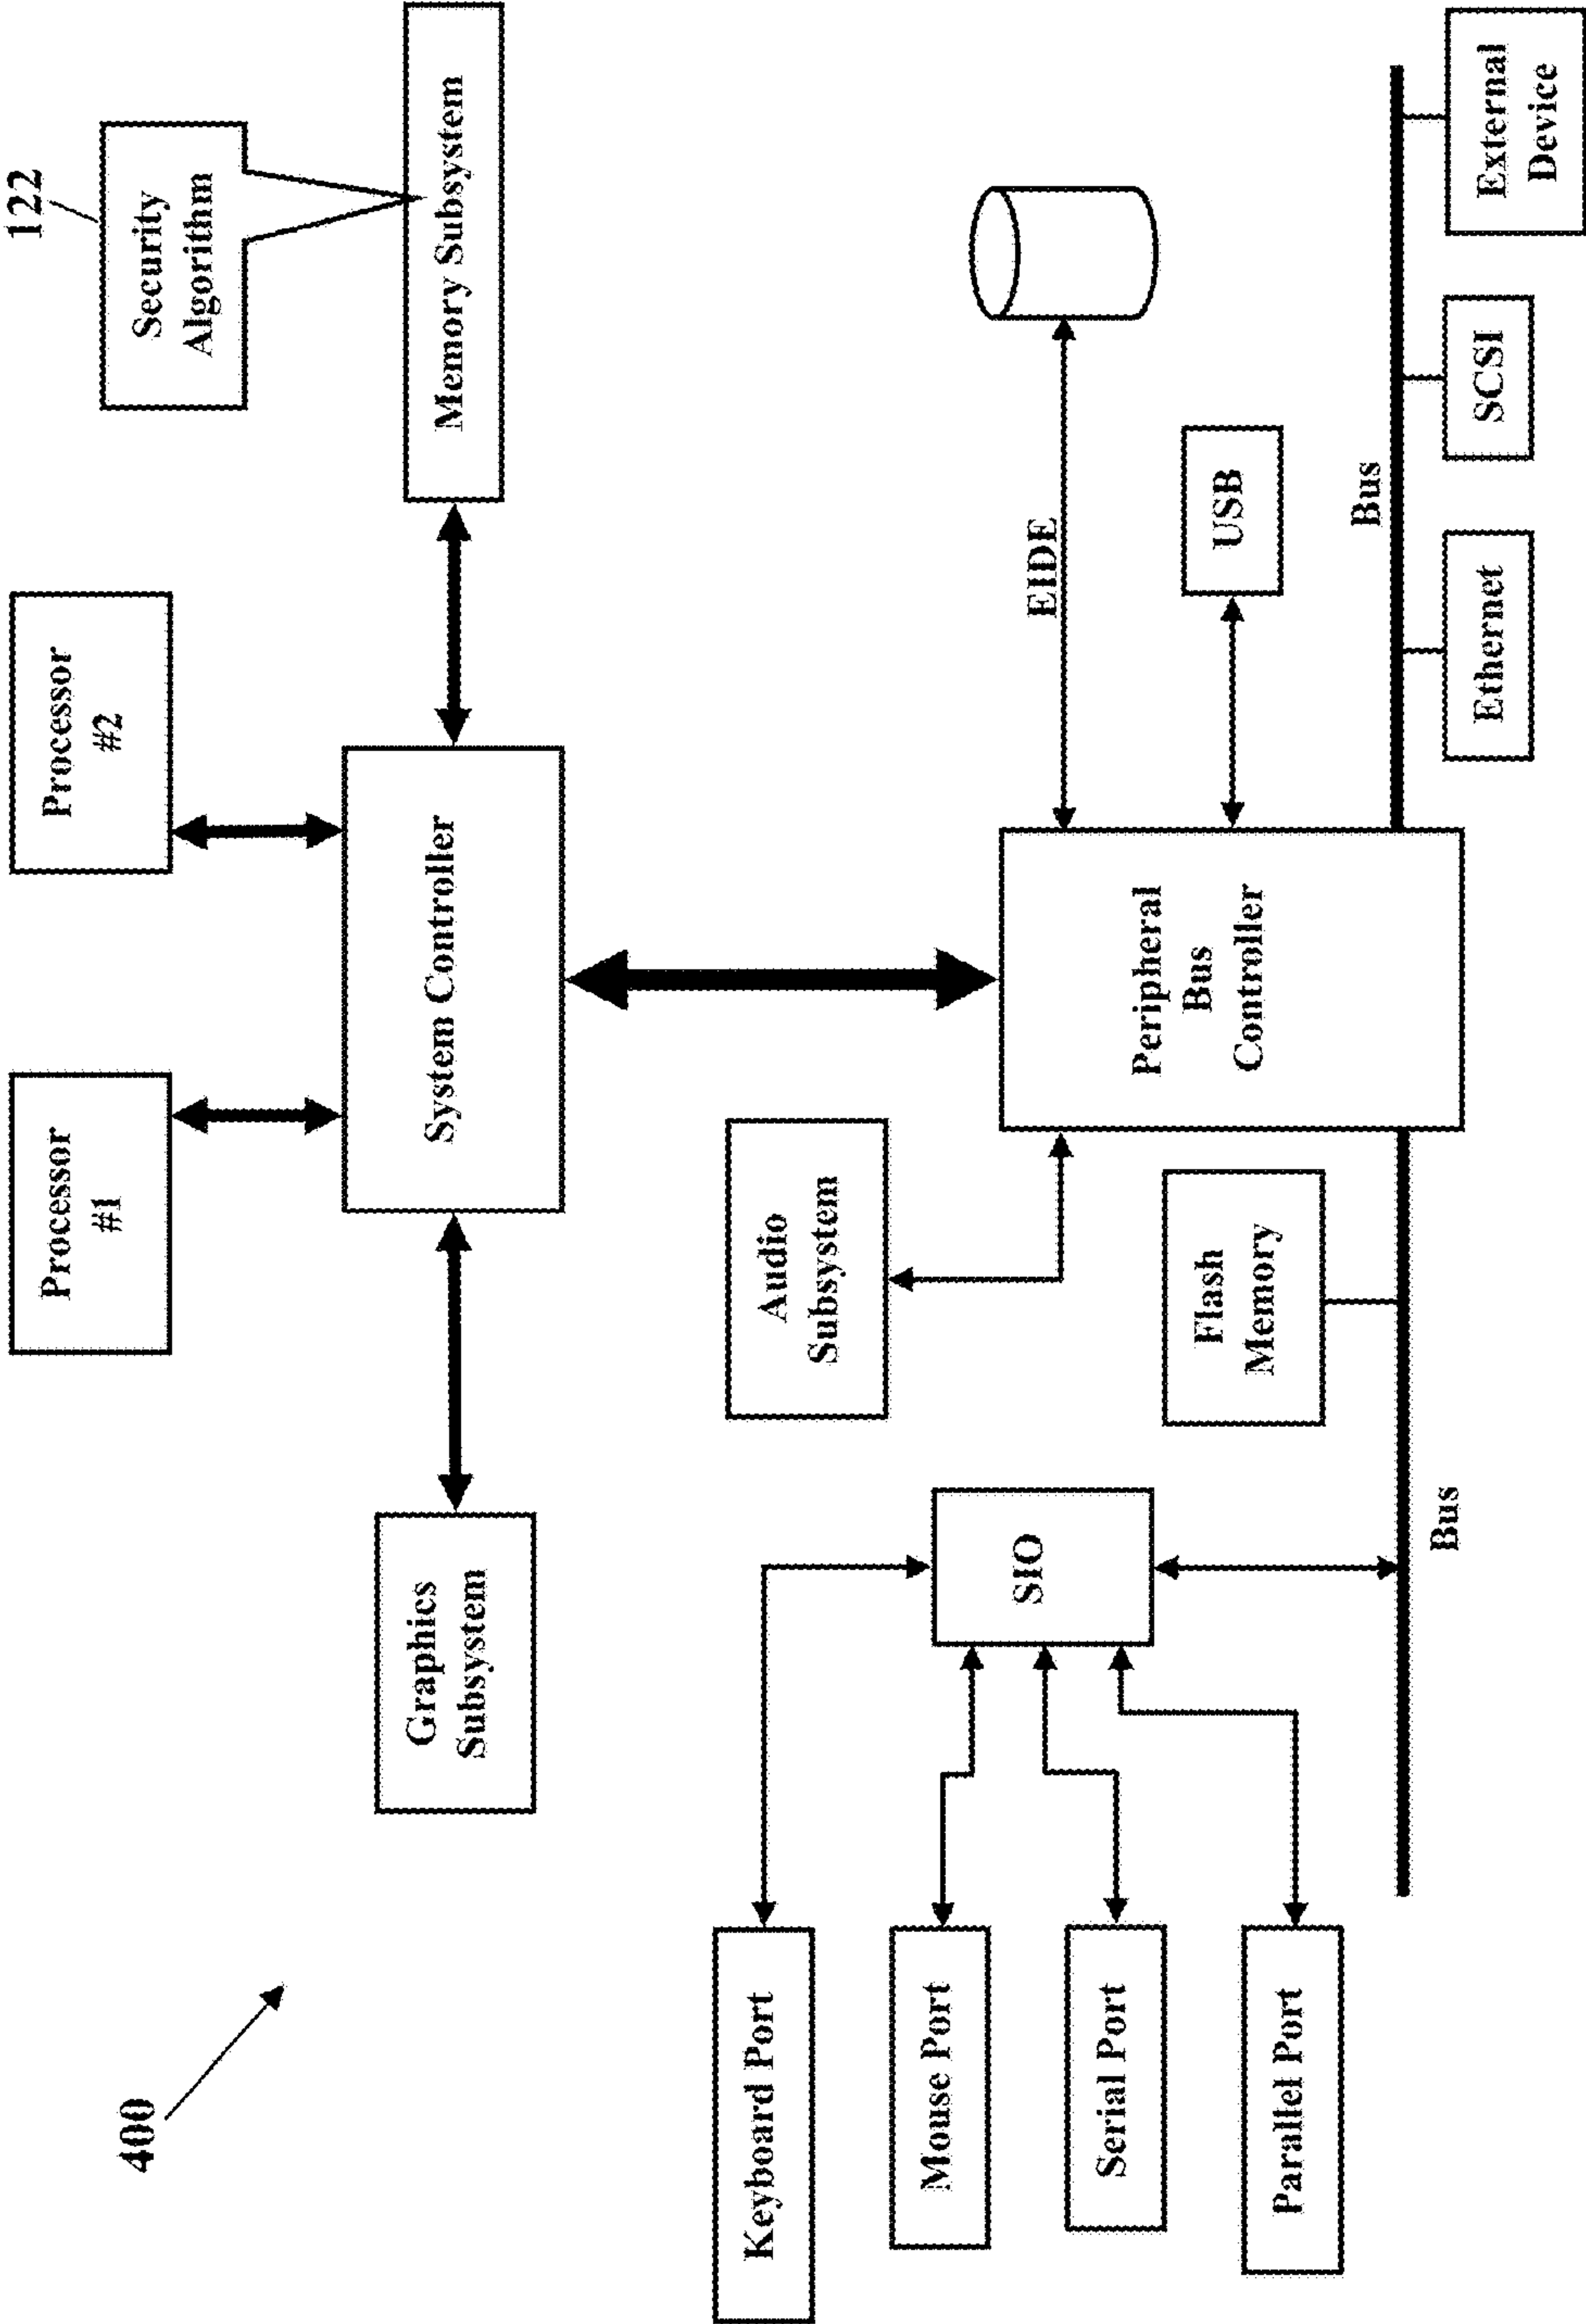 400
122
Processor
#1
Processor
#2
Security
Algorithm
Graphics
Subsystem
System Controller
Memory Subsystem
Keyboard Port
Mouse Port
Serial Port
Parallel Port
SIO
Audio
Subsystem
Flash
Memory
Peripheral
Bus
Controller
EIDE
USB
Bus
Bus
Ethernet
SCSI
External
Device